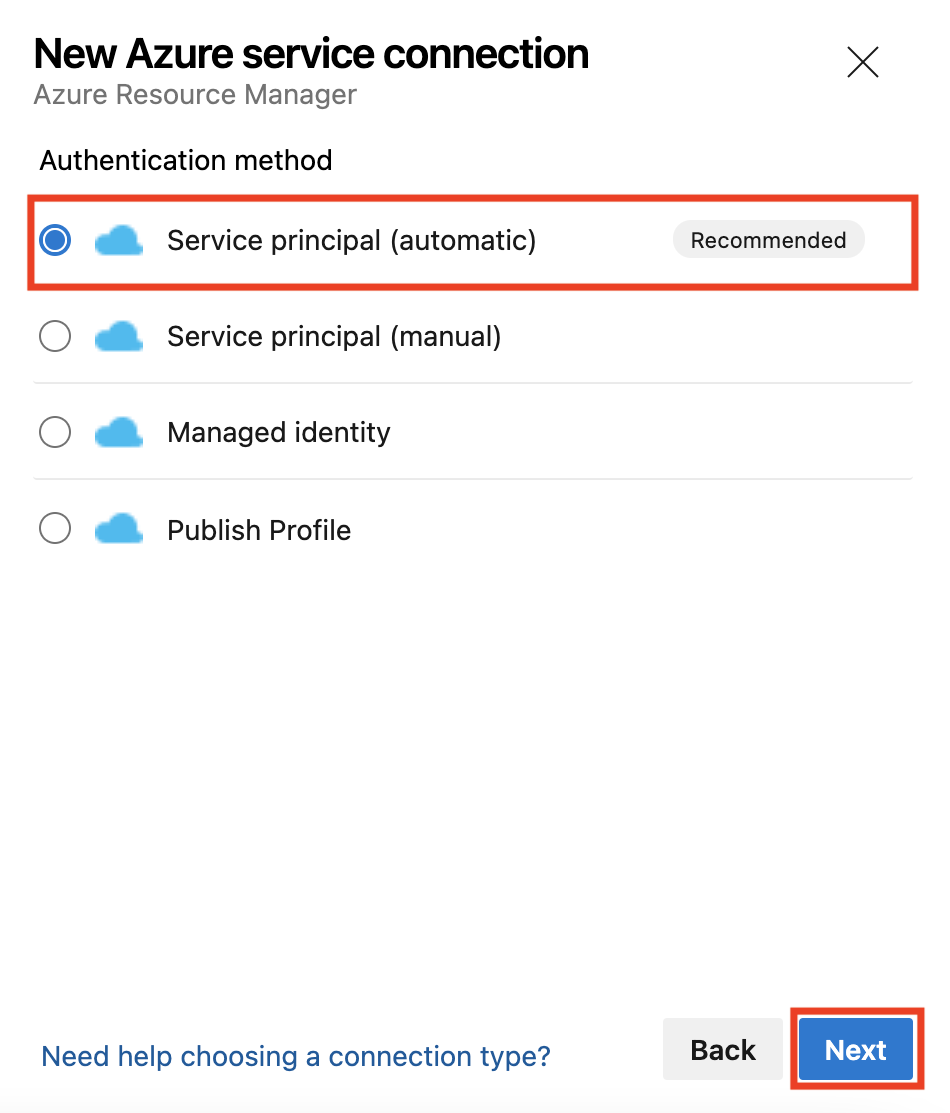 New Azure service connection
Azure Resource Manager
Authentication method
Service principal (automatic) Recommended
Service principal (manual)
Managed identity
Publish Profile
Need help choosing a connection type? Back Next